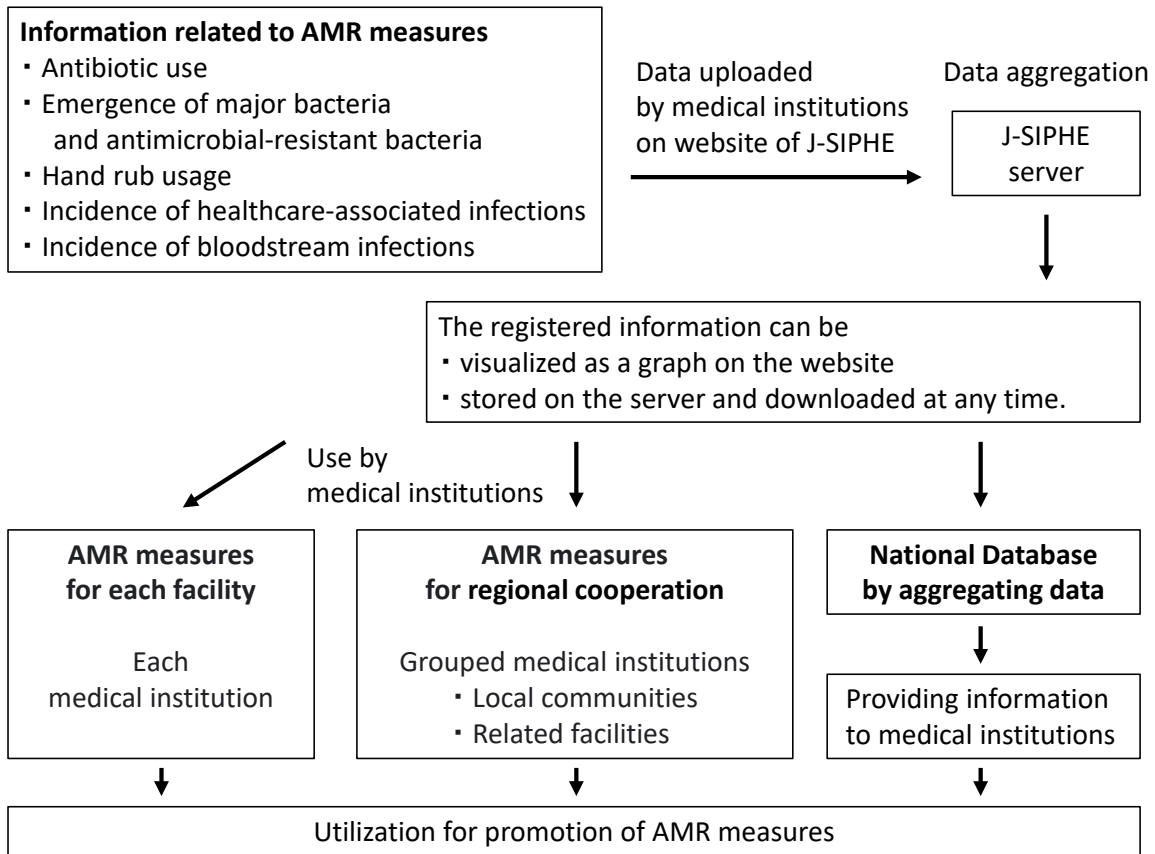 Information related to AMR measures
・Antibiotic use
・Emergence of major bacteria
and antimicrobial-resistant bacteria
・Hand rub usage
・Incidence of healthcare-associated infections
・Incidence of bloodstream infections
Data uploaded
by medical institutions
on website of J-SIPHE
Data aggregation
J-SIPHE
server
The registered information can be
・visualized as a graph on the website
・stored on the server and downloaded at any time.
Use by
medical institutions
AMR measures
for each facility
Each
medical institution
AMR measures
for regional cooperation
Grouped medical institutions
・Local communities
・Related facilities
National Database
by aggregating data
Providing information
to medical institutions
Utilization for promotion of AMR measures